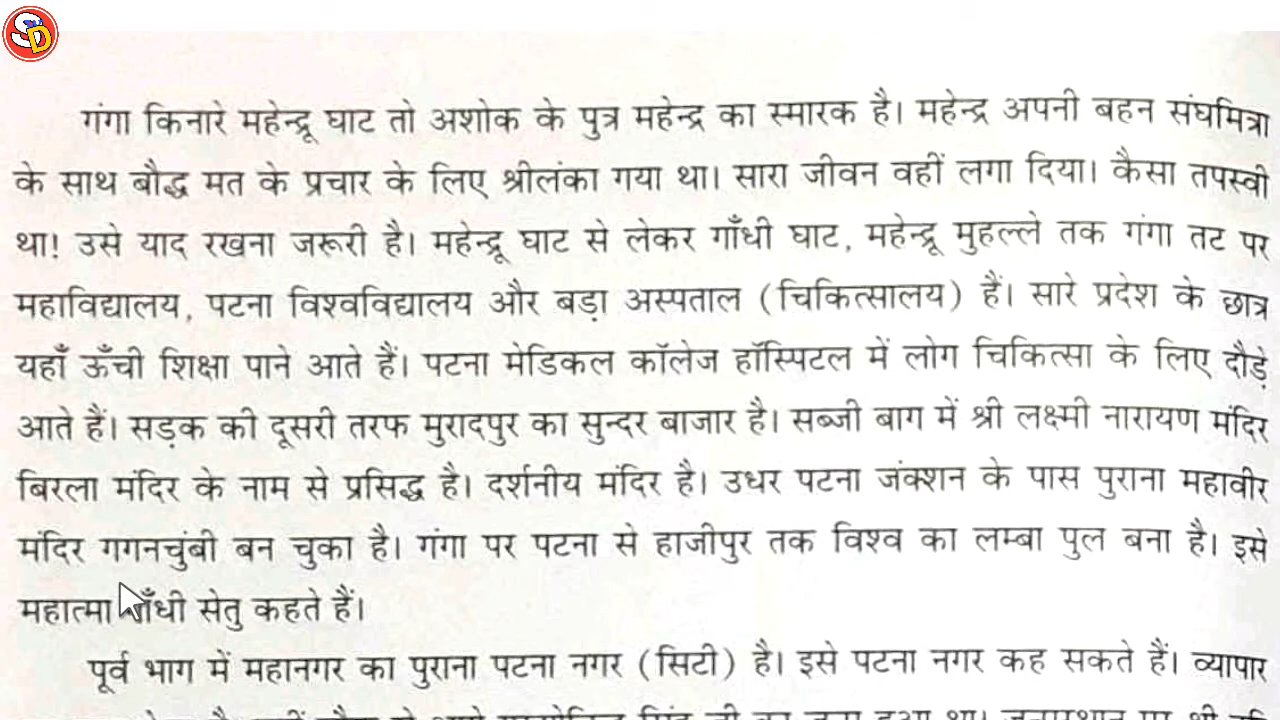 SD
गंगा किनारे महेन्द्रू घाट तो अशोक के पुत्र महेन्द्र का स्मारक है। महेन्द्र अपनी बहन संघमित्रा
के साथ बौद्ध मत के प्रचार के लिए श्रीलंका गया था। सारा जीवन वहीं लगा दिया। कैसा तपस्वी
था! उसे याद रखना जरूरी है। महेन्द्रू घाट से लेकर गाँधी घाट, महेन्द्रू मुहल्ले तक गंगा तट पर
महाविद्यालय, पटना विश्वविद्यालय और बड़ा अस्पताल (चिकित्सालय) हैं। सारे प्रदेश के छात्र
यहाँ ऊँची शिक्षा पाने आते हैं। पटना मेडिकल कॉलेज हॉस्पिटल में लोग चिकित्सा के लिए दौड़े
आते हैं। सड़क की दूसरी तरफ मुरादपुर का सुन्दर बाजार है। सब्जी बाग में श्री लक्ष्मी नारायण मंदिर
बिरला मंदिर के नाम से प्रसिद्ध है। दर्शनीय मंदिर है। उधर पटना जंक्शन के पास पुराना महावीर
मंदिर गगनचुंबी बन चुका है। गंगा पर पटना से हाजीपुर तक विश्व का लम्बा पुल बना है। इसे
महात्मा गाँधी सेतु कहते हैं।
पूर्व भाग में महानगर का पुराना पटना नगर (सिटी) है। इसे पटना नगर कह सकते हैं। व्यापार